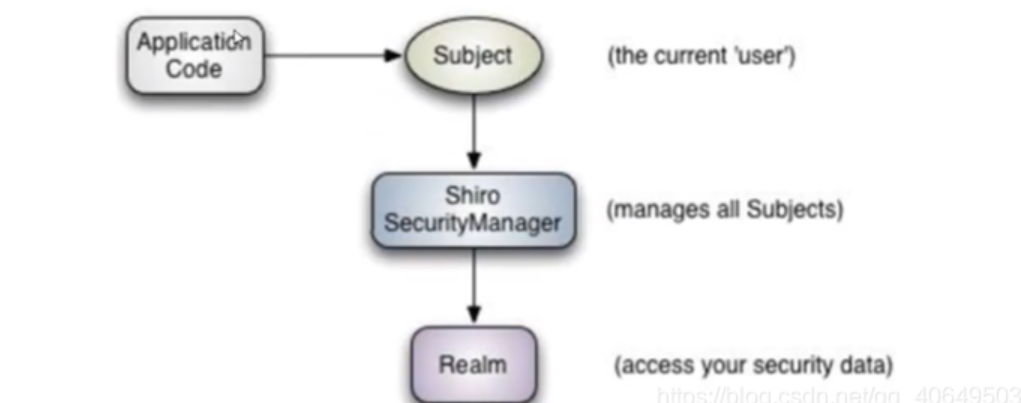 Application
Code
Subject
(the current 'user')
Shiro
SecurityManager
(manages all Subjects)
Realm
(access your security data)
https://blog.csdn.net/qq_40649503